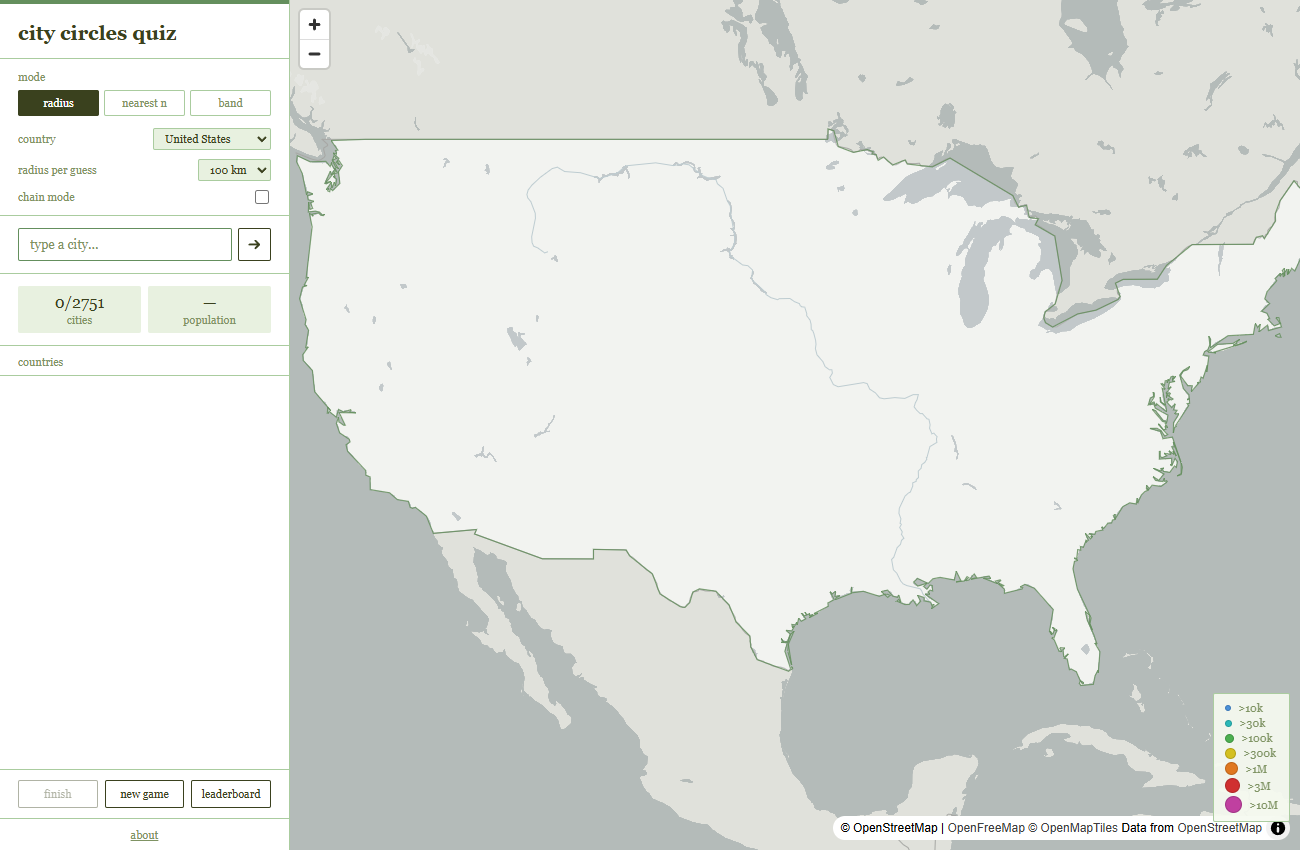 city circles quiz
mode
radius
nearest n
band
country
United States
radius per guess
100 km
chain mode
type a city...
0/2751
cities
—
population
countries
finish
new game
leaderboard
about
+
−
>10k
>30k
>100k
>300k
>1M
>3M
>10M
© OpenStreetMap | OpenFreeMap © OpenMapTiles Data from OpenStreetMap